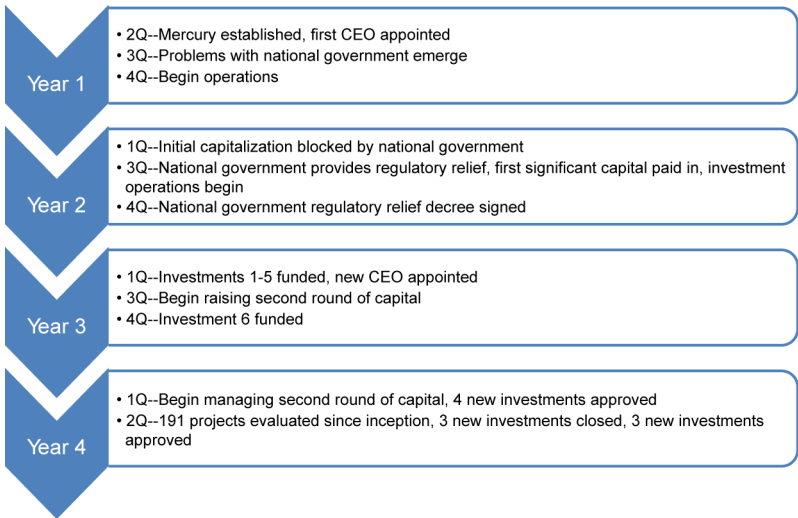 Year 1
• 2Q--Mercury established, first CEO appointed
• 3Q--Problems with national government emerge
• 4Q--Begin operations
Year 2
• 1Q--Initial capitalization blocked by national government
• 3Q--National government provides regulatory relief, first significant capital paid in, investment
operations begin
• 4Q--National government regulatory relief decree signed
Year 3
• 1Q--Investments 1-5 funded, new CEO appointed
• 3Q--Begin raising second round of capital
• 4Q--Investment 6 funded
Year 4
• 1Q--Begin managing second round of capital, 4 new investments approved
• 2Q--191 projects evaluated since inception, 3 new investments closed, 3 new investments
approved